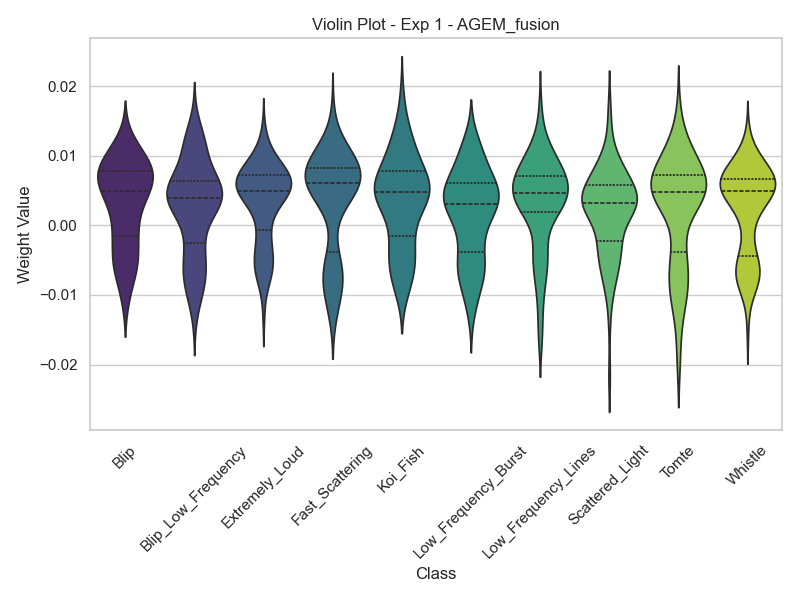 Violin Plot - Exp 1 - AGEM_fusion
Weight Value
0.02
0.01
0.00
−0.01
−0.02
Blip
Blip_Low_Frequency
Extremely_Loud
Fast_Scattering
Koi_Fish
Low_Frequency_Burst
Low_Frequency_Lines
Scattered_Light
Tomte
Whistle
Class